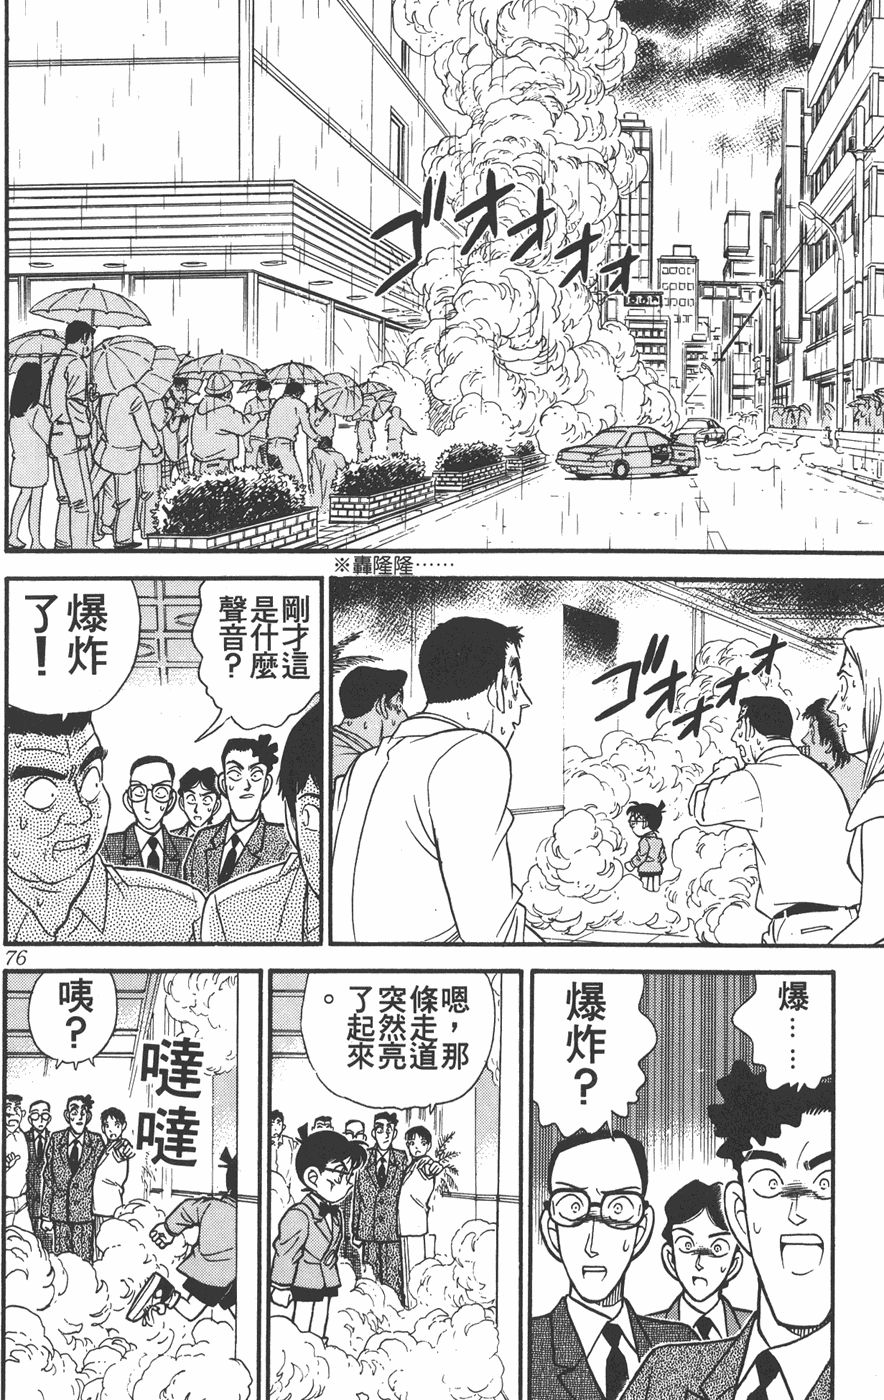 ゴオオオ
※轟隆隆……
ゴオオオ
剛才這
是什麼
聲音？
爆炸
了！
76
爆……
爆炸？
嗯，那
條走道
突然亮
了起來
。
咦？
噠噠